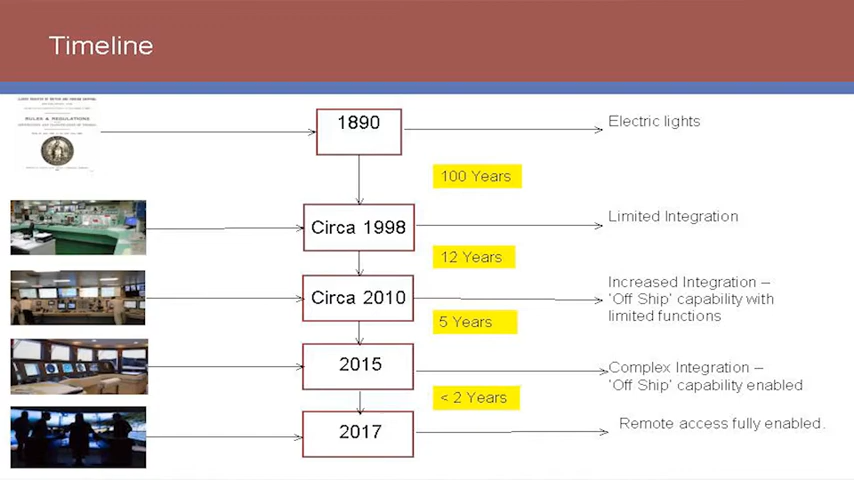 Timeline
RULES & REGULATIONS
1890
Electric lights
100 Years
Circa 1998
Limited Integration
12 Years
Circa 2010
Increased Integration –
'Off Ship' capability with
limited functions
5 Years
2015
Complex Integration –
'Off Ship' capability enabled
< 2 Years
2017
Remote access fully enabled.